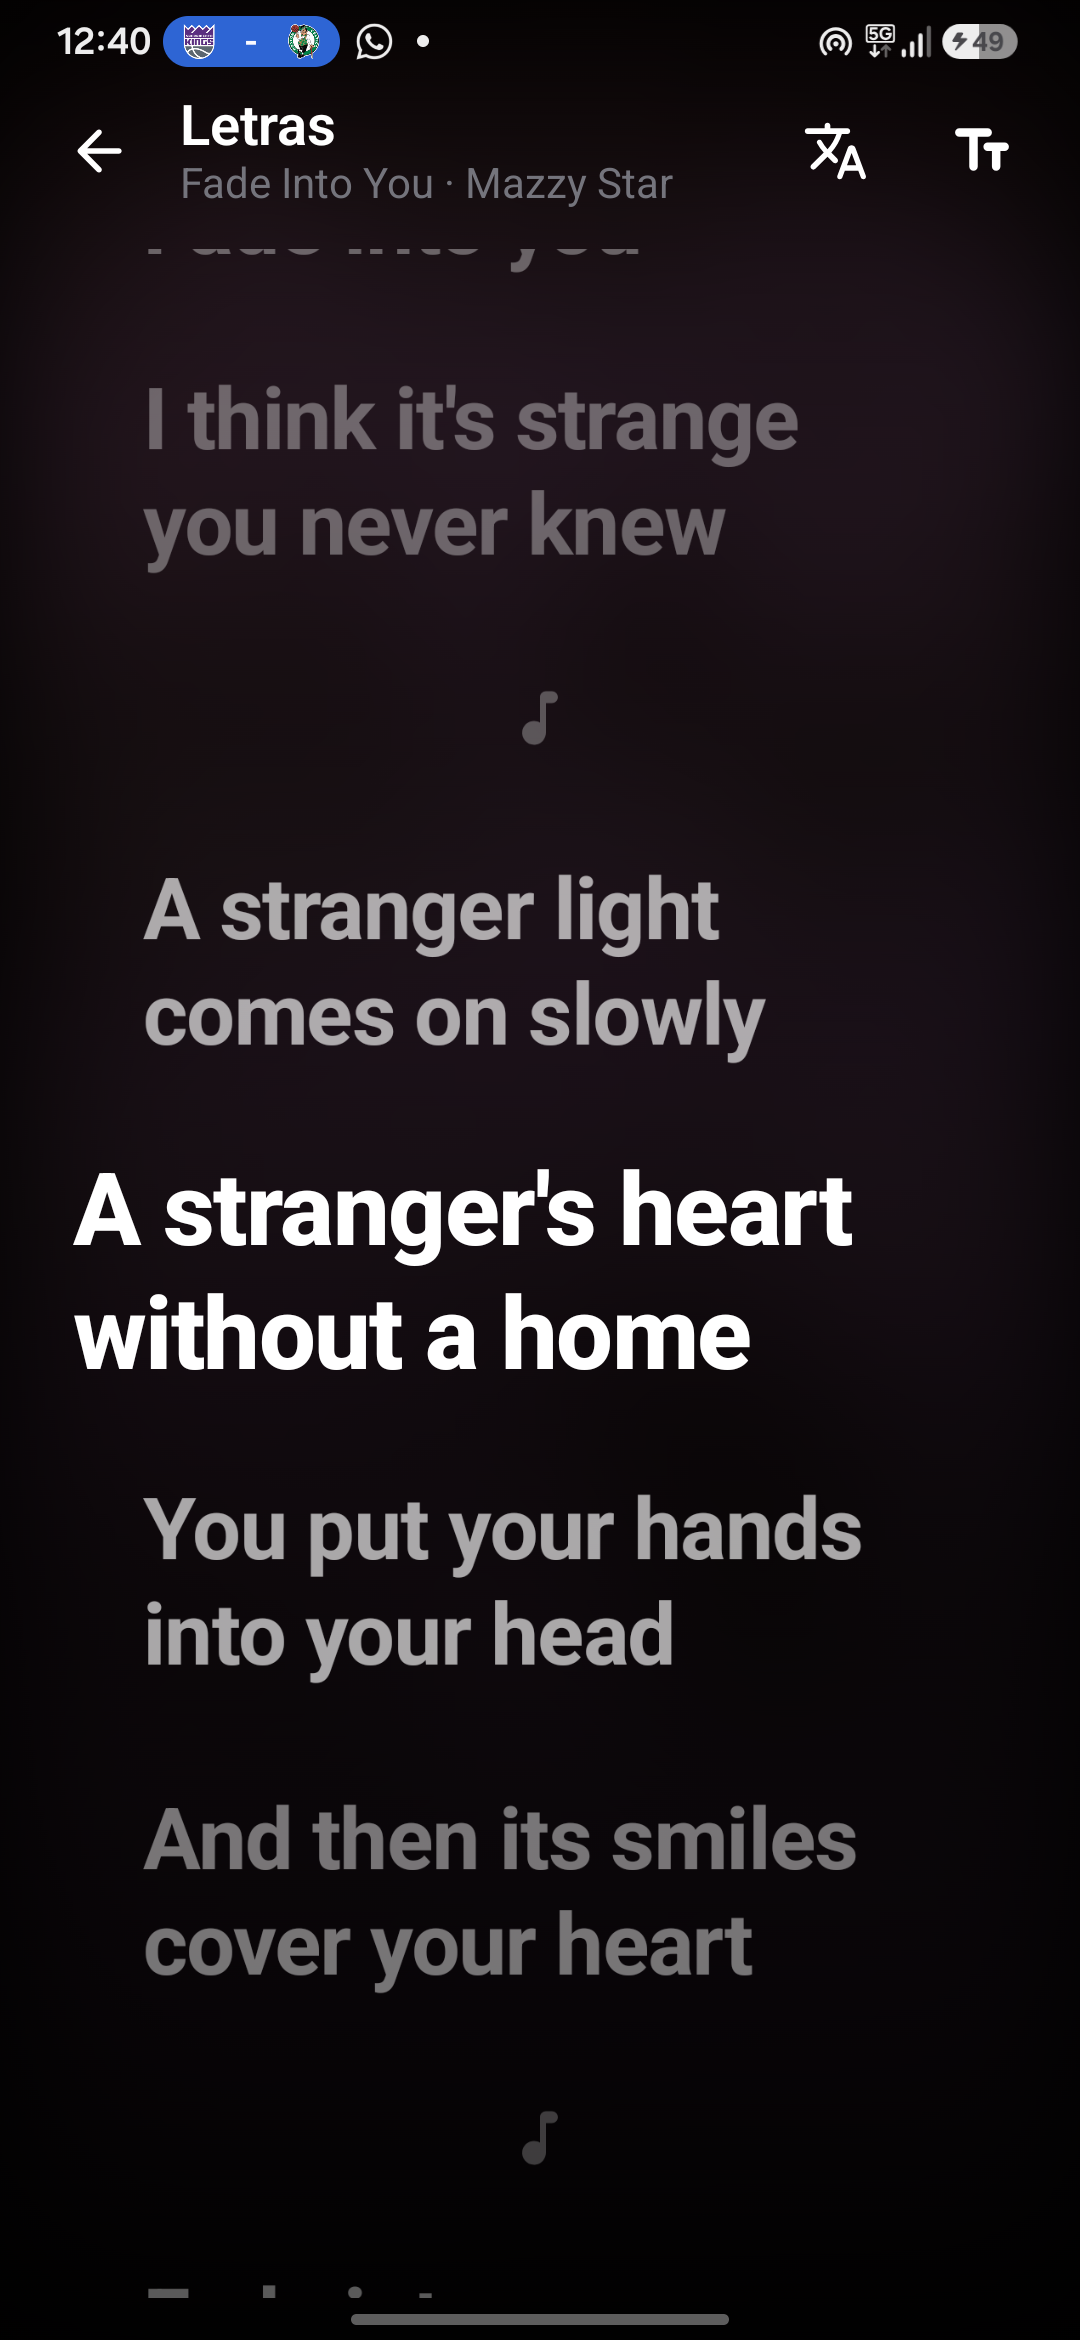 12:40
KINGS
-
5G
49
Letras
Fade Into You · Mazzy Star
I think it's strange
you never knew
A stranger light
comes on slowly
A stranger's heart
without a home
You put your hands
into your head
And then its smiles
cover your heart